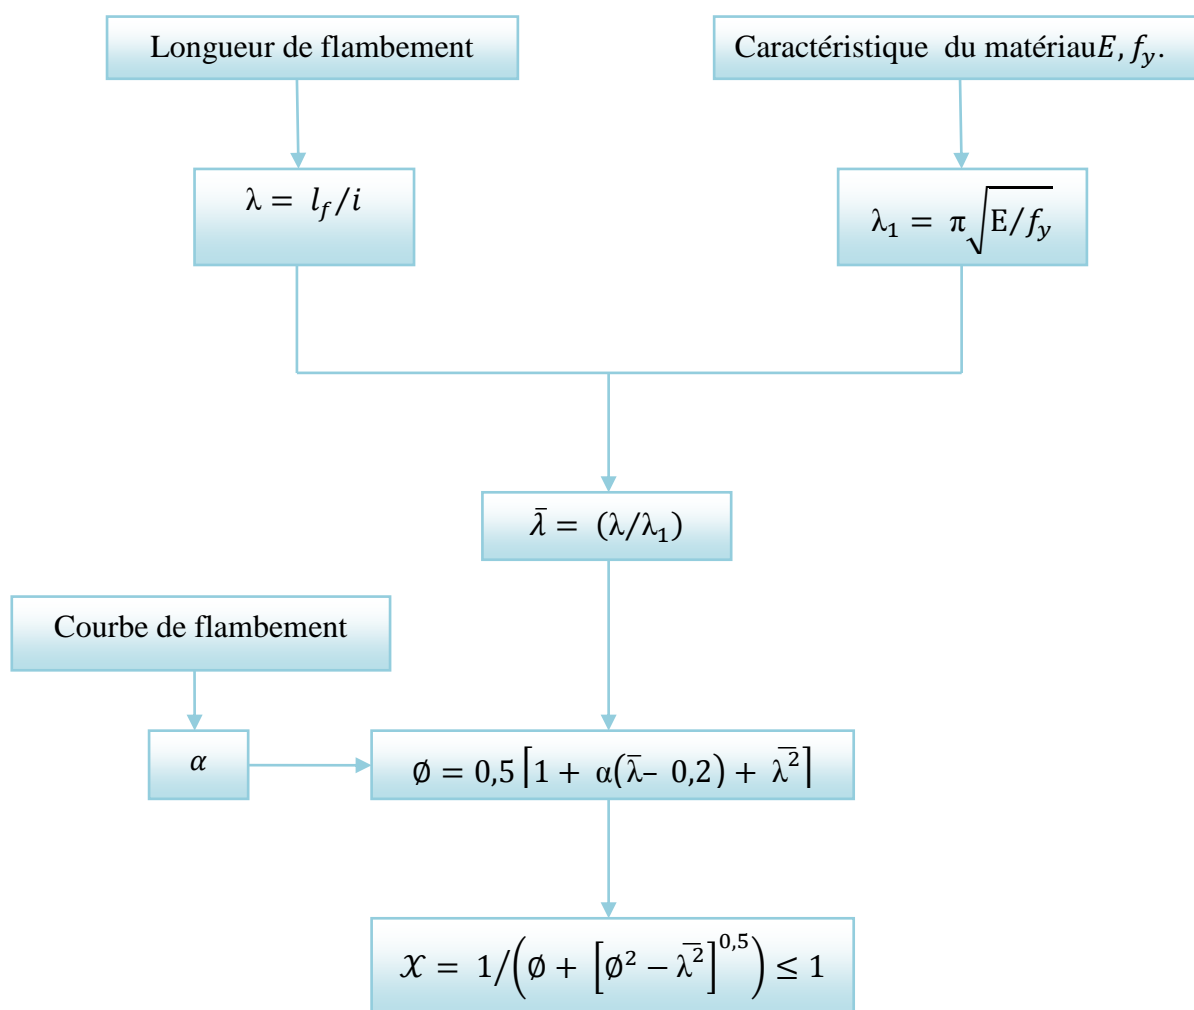 Longueur de flambement
Caractéristique du matériauE, f_y.
λ = l_f/i
λ₁ = π√(E/f_y)
λ̄ = (λ/λ₁)
Courbe de flambement
α
∅ = 0,5 [1 + α(λ̄– 0,2) + λ̄²]
𝒳 = 1/(∅ + [∅² − λ̄²]^0,5) ≤ 1